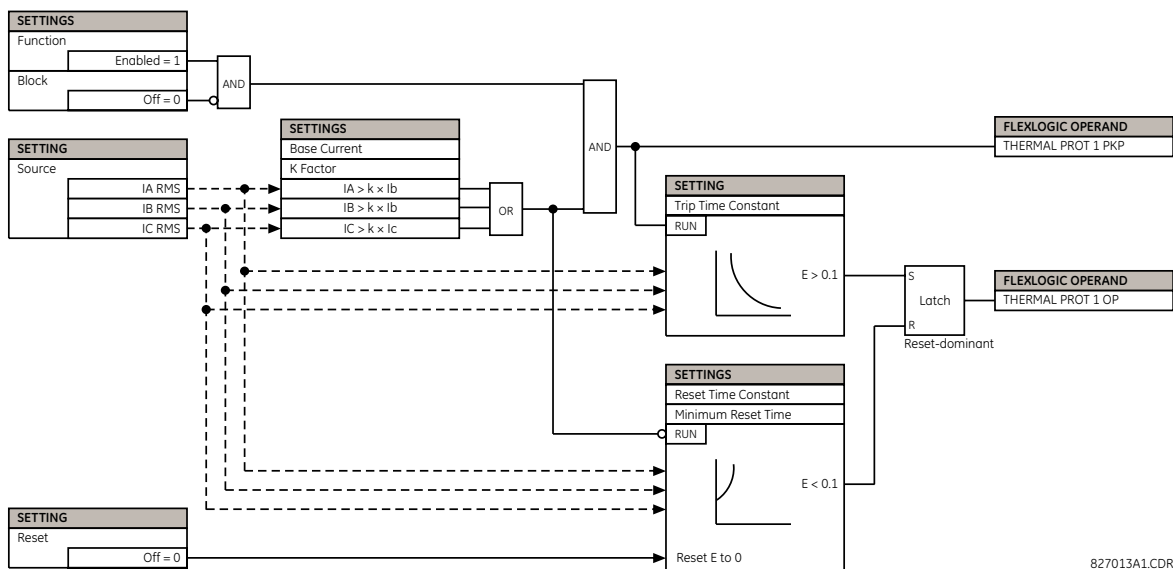 SETTINGS
Function
Enabled = 1
Block
Off = 0
AND
SETTING
Source
IA RMS
IB RMS
IC RMS
SETTINGS
Base Current
K Factor
IA > k × Ib
IB > k × Ib
IC > k × Ic
OR
AND
FLEXLOGIC OPERAND
THERMAL PROT 1 PKP
SETTING
Trip Time Constant
RUN
E > 0.1
S
Latch
R
Reset-dominant
FLEXLOGIC OPERAND
THERMAL PROT 1 OP
SETTINGS
Reset Time Constant
Minimum Reset Time
RUN
E < 0.1
Reset E to 0
SETTING
Reset
Off = 0
827013A1.CDR